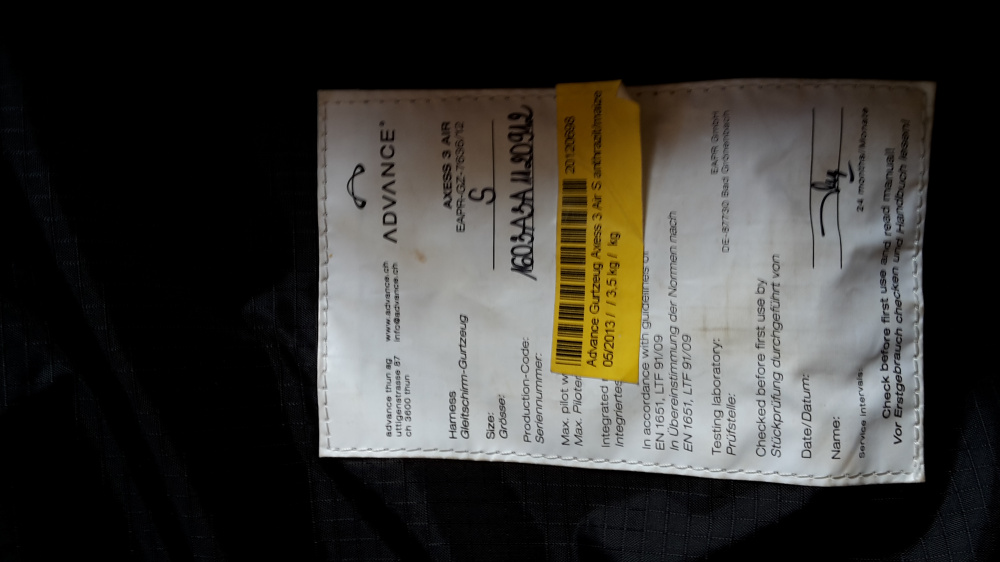 ADVANCE®
advance thun ag www.advance.ch
uttigenstrasse 87 info@advance.ch
ch 3600 thun
Harness AXESS 3 AIR
Gleitschirm-Gurtzeug EAPR-GZ-7636/12
Size: S
Grösse:
Production-Code:
Seriennummer:
Max. pilot
Max. Pilot
20120698
Advance Gurtzeug Axess 3 Air S anthrazit/maize
05/2013 / / 3,5 kg / kg
Integrated
Integriertes
In accordance with guidelines of
EN 1651, LTF 91/09
In Übereinstimmung der Normen nach
EN 1651, LTF 91/09
Testing laboratory: EAPR GmbH
Prüfstelle: DE-87730 Bad Grönenbach
Checked before first use by
Stückprüfung durchgeführt von
Date/Datum:
Name:
Service intervals: 24 months/Monate
Check before first use and read manual!
Vor Erstgebrauch checken und Handbuch lesen!